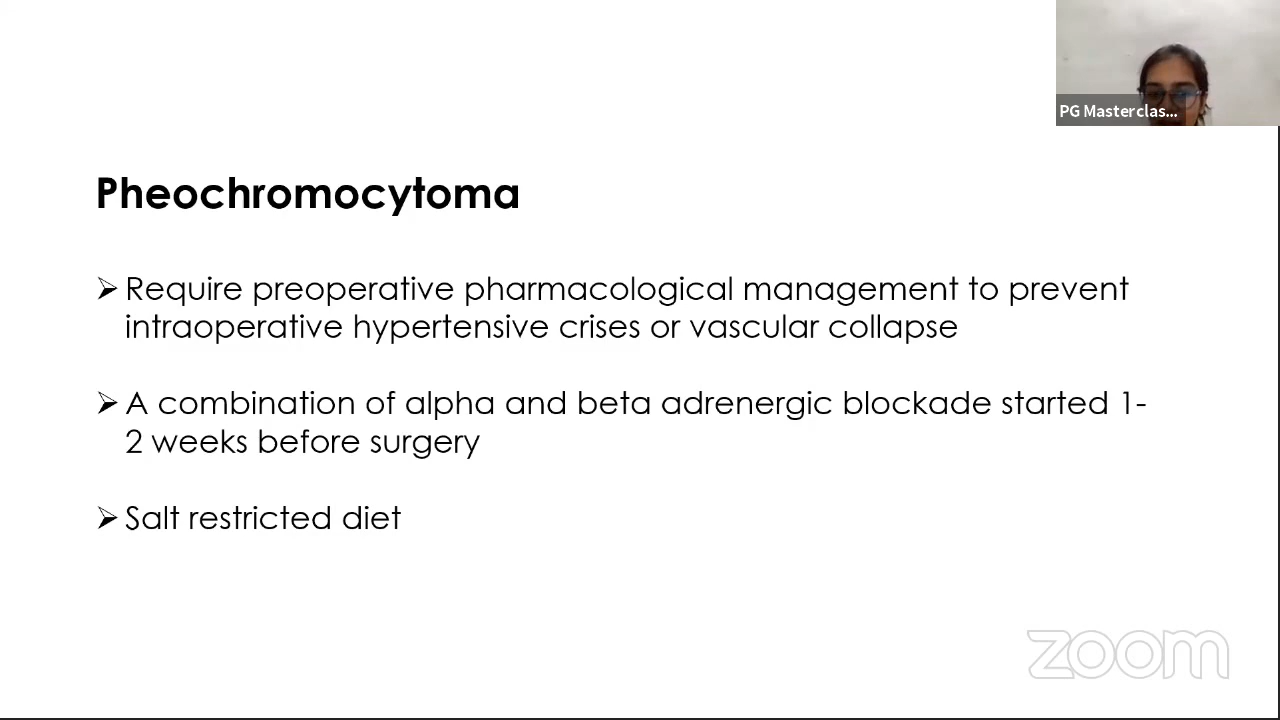 PG Masterclas...
Pheochromocytoma
➢ Require preoperative pharmacological management to prevent
intraoperative hypertensive crises or vascular collapse
➢ A combination of alpha and beta adrenergic blockade started 1-
2 weeks before surgery
➢ Salt restricted diet
zoom